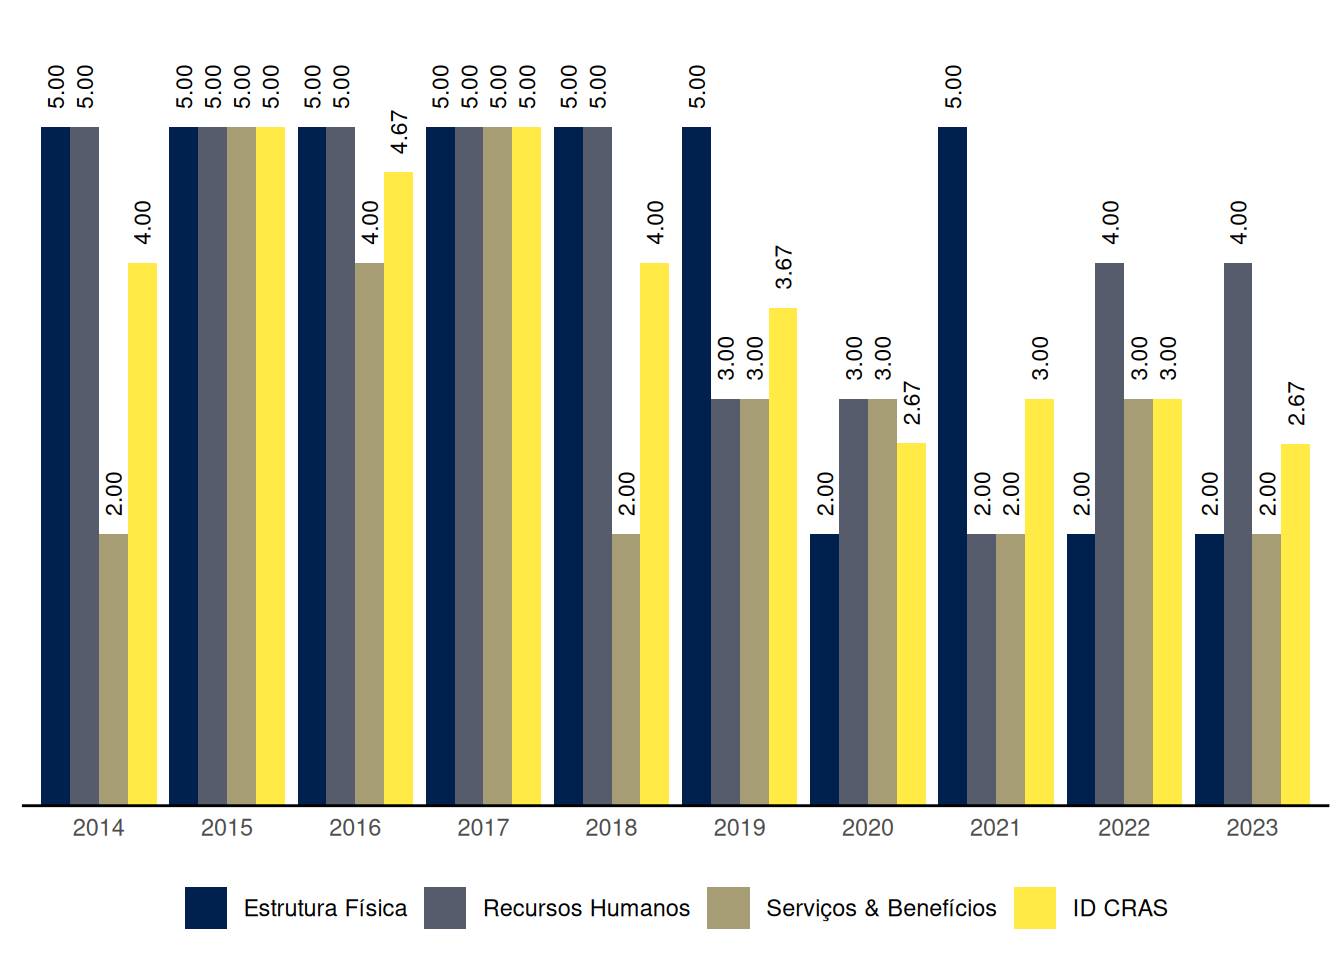 5.00 5.00 2.00 4.00 5.00 5.00 5.00 5.00 5.00 5.00 4.00 4.67 5.00 5.00 5.00 5.00 5.00 5.00 2.00 4.00 5.00 3.00 3.00 3.67 2.00 3.00 3.00 2.67 5.00 2.00 2.00 3.00 2.00 4.00 3.00 3.00 2.00 4.00 2.00 2.67
2014 2015 2016 2017 2018 2019 2020 2021 2022 2023
Estrutura Física Recursos Humanos Serviços & Benefícios ID CRAS